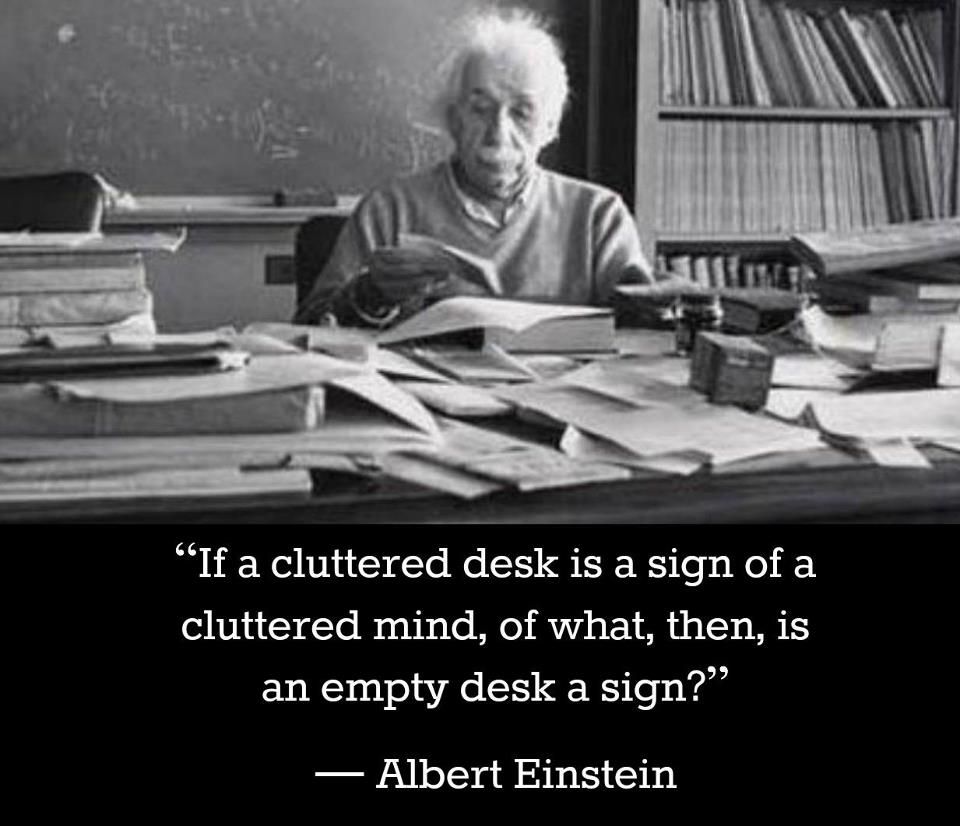 “If a cluttered desk is a sign of a
cluttered mind, of what, then, is
an empty desk a sign?”
— Albert Einstein